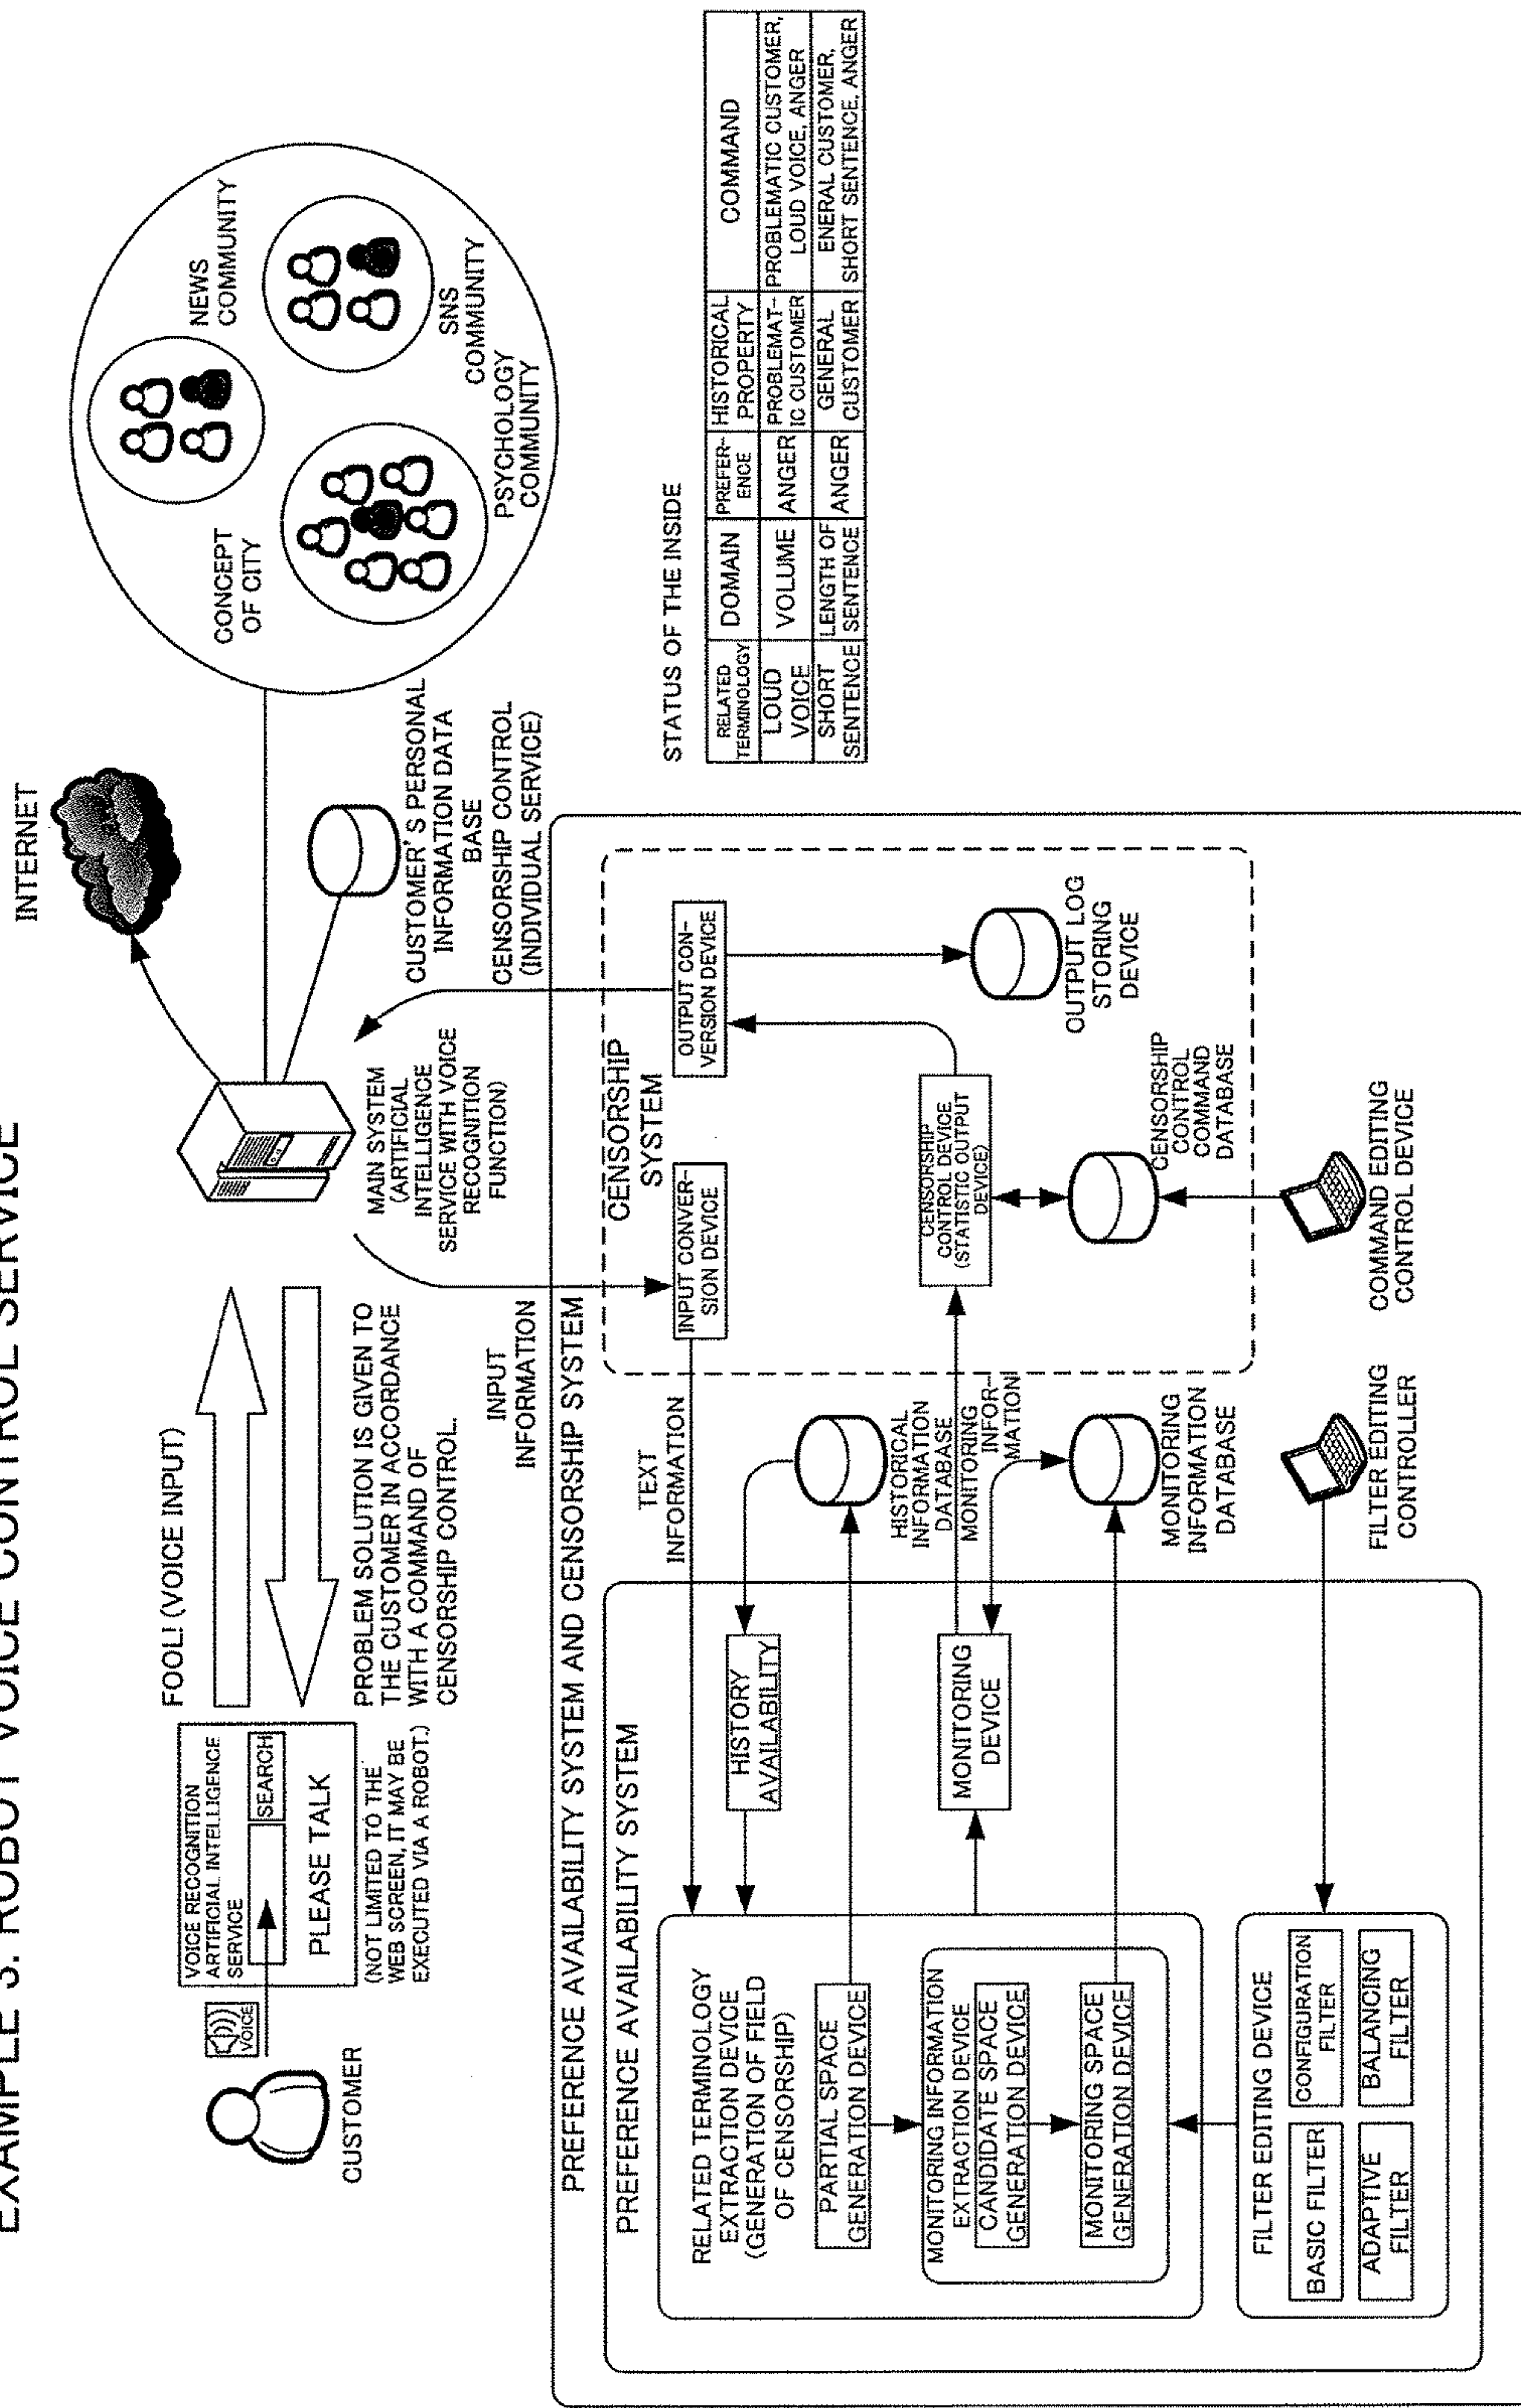 EXAMPLE 3: ROBOT VOICE CONTROL SERVICE
CUSTOMER
VOICE
VOICE RECOGNITION
ARTIFICIAL INTELLIGENCE
SERVICE
SEARCH
PLEASE TALK
(NOT LIMITED TO THE
WEB SCREEN, IT MAY BE
EXECUTED VIA A ROBOT.)
FOOL! (VOICE INPUT)
PROBLEM SOLUTION IS GIVEN TO
THE CUSTOMER IN ACCORDANCE
WITH A COMMAND OF
CENSORSHIP CONTROL.
MAIN SYSTEM
(ARTIFICIAL
INTELLIGENCE
SERVICE WITH VOICE
RECOGNITION
FUNCTION)
INTERNET
CUSTOMER'S PERSONAL
INFORMATION DATA
BASE
CENSORSHIP CONTROL
(INDIVIDUAL SERVICE)
CONCEPT
OF CITY
NEWS
COMMUNITY
SNS
COMMUNITY
PSYCHOLOGY
COMMUNITY
INPUT
INFORMATION
PREFERENCE AVAILABILITY SYSTEM AND CENSORSHIP SYSTEM
PREFERENCE AVAILABILITY SYSTEM
RELATED TERMINOLOGY
EXTRACTION DEVICE
(GENERATION OF FIELD
OF CENSORSHIP)
PARTIAL SPACE
GENERATION DEVICE
MONITORING INFORMATION
EXTRACTION DEVICE
CANDIDATE SPACE
GENERATION DEVICE
MONITORING SPACE
GENERATION DEVICE
FILTER EDITING DEVICE
BASIC FILTER
CONFIGURATION
FILTER
ADAPTIVE
FILTER
BALANCING
FILTER
HISTORY
AVAILABILITY
MONITORING
DEVICE
TEXT
INFORMATION
HISTORICAL
INFORMATION
DATABASE
MONITORING
INFOR-
MATION
MONITORING
INFORMATION
DATABASE
FILTER EDITING
CONTROLLER
CENSORSHIP
SYSTEM
INPUT CONVER-
SION DEVICE
OUTPUT CON-
VERSION DEVICE
CENSORSHIP
CONTROL DEVICE
(STATISTIC OUTPUT
DEVICE)
OUTPUT LOG
STORING
DEVICE
CENSORSHIP
CONTROL
COMMAND
DATABASE
COMMAND EDITING
CONTROL DEVICE
STATUS OF THE INSIDE
RELATED
TERMINOLOGY
DOMAIN
PREFER-
ENCE
HISTORICAL
PROPERTY
COMMAND
LOUD
VOICE
VOLUME
ANGER
PROBLEMAT-
IC CUSTOMER
PROBLEMATIC CUSTOMER,
LOUD VOICE, ANGER
SHORT
SENTENCE
LENGTH OF
SENTENCE
ANGER
GENERAL
CUSTOMER
ENERAL CUSTOMER,
SHORT SENTENCE, ANGER